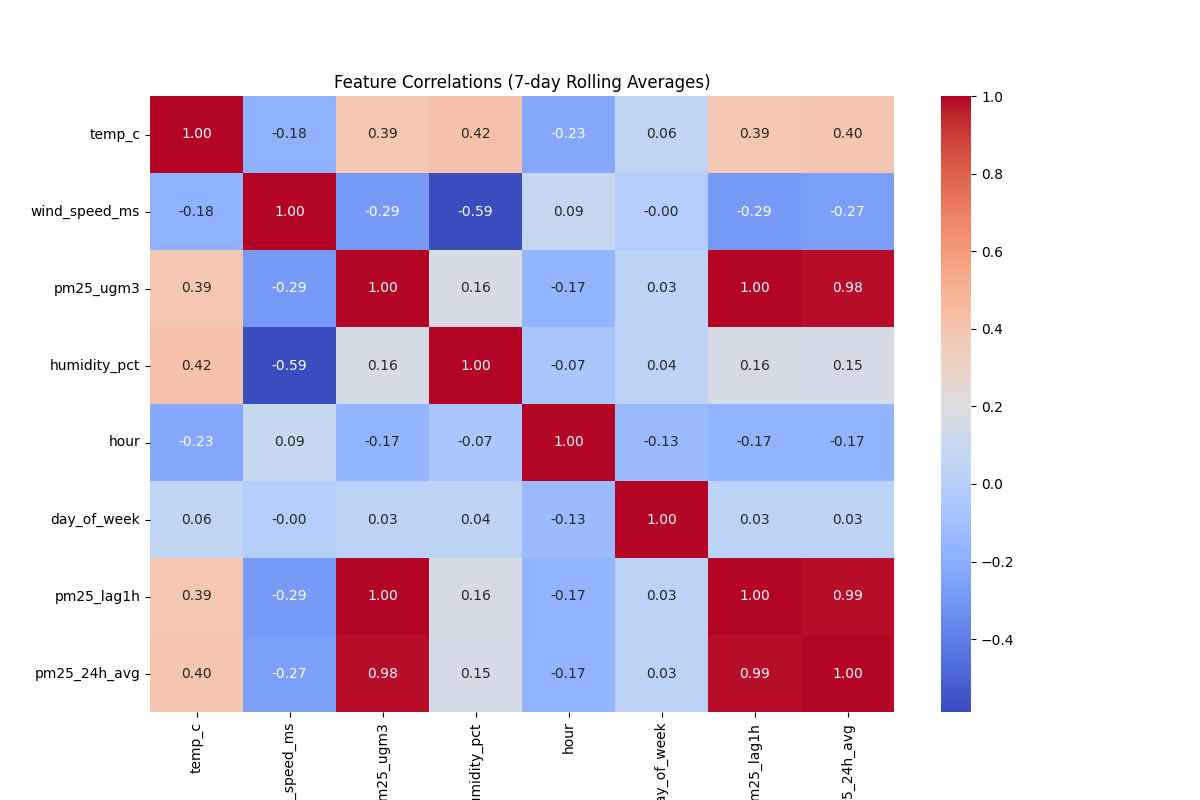 Feature Correlations (7-day Rolling Averages)
temp_c 1.00 -0.18 0.39 0.42 -0.23 0.06 0.39 0.40
wind_speed_ms -0.18 1.00 -0.29 -0.59 0.09 -0.00 -0.29 -0.27
pm25_ugm3 0.39 -0.29 1.00 0.16 -0.17 0.03 1.00 0.98
humidity_pct 0.42 -0.59 0.16 1.00 -0.07 0.04 0.16 0.15
hour -0.23 0.09 -0.17 -0.07 1.00 -0.13 -0.17 -0.17
day_of_week 0.06 -0.00 0.03 0.04 -0.13 1.00 0.03 0.03
pm25_lag1h 0.39 -0.29 1.00 0.16 -0.17 0.03 1.00 0.99
pm25_24h_avg 0.40 -0.27 0.98 0.15 -0.17 0.03 0.99 1.00
temp_c
_speed_ms
m25_ugm3
umidity_pct
hour
ay_of_week
m25_lag1h
5_24h_avg
1.0
0.8
0.6
0.4
0.2
0.0
−0.2
−0.4